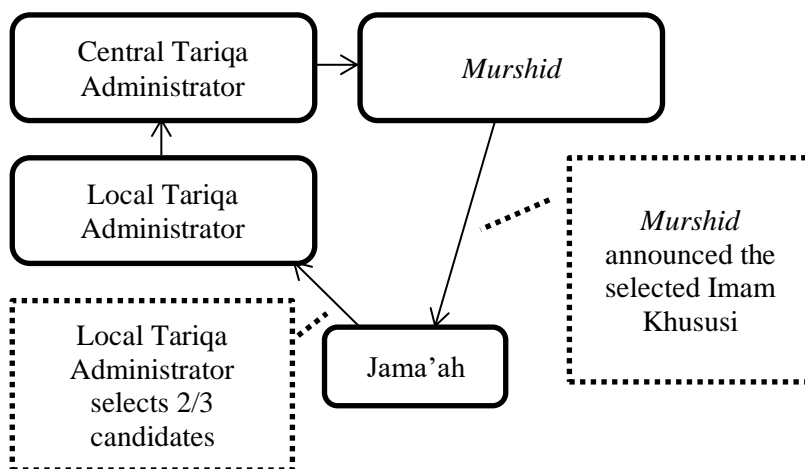 Central Tariqa
Administrator
Murshid
Local Tariqa
Administrator
Murshid
announced the
selected Imam
Khususi
Local Tariqa
Administrator
selects 2/3
candidates
Jama’ah